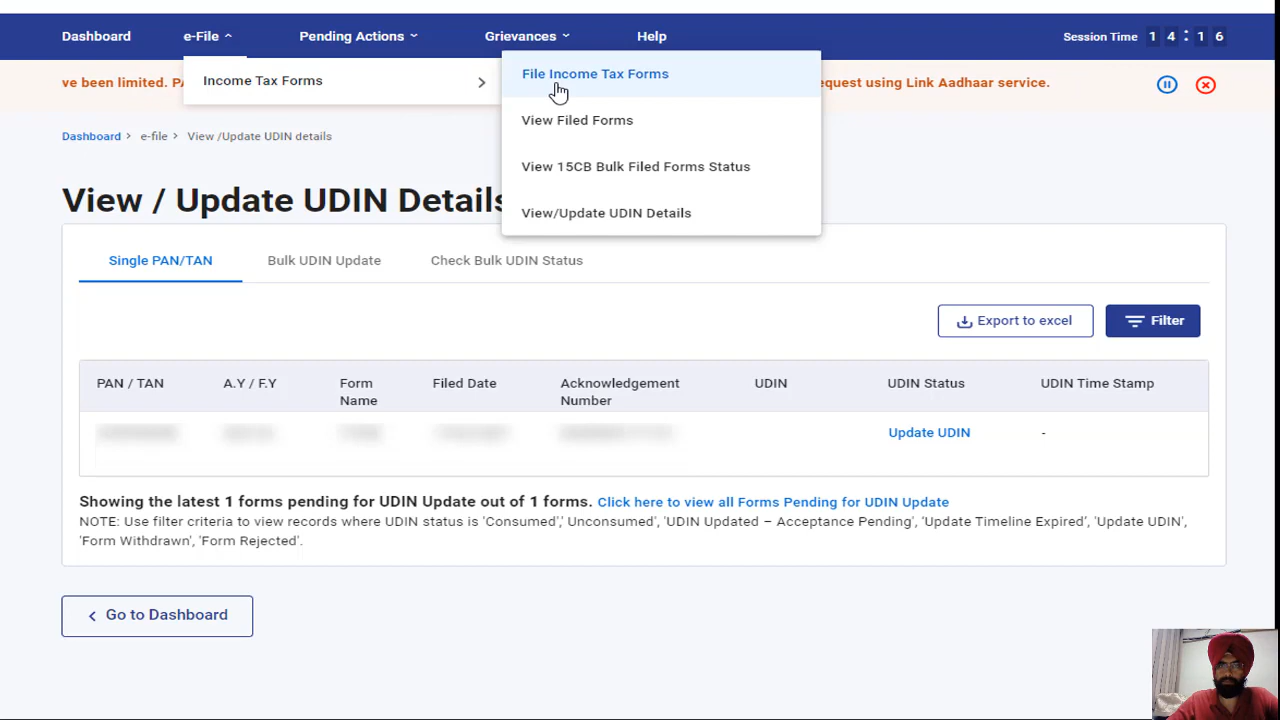 Dashboard e-File Pending Actions Grievances Help Session Time 1 4 : 1 6
ve been limited. PA equest using Link Aadhaar service.
Income Tax Forms
File Income Tax Forms
View Filed Forms
View 15CB Bulk Filed Forms Status
View/Update UDIN Details
Dashboard > e-file > View /Update UDIN details
View / Update UDIN Details
Single PAN/TAN Bulk UDIN Update Check Bulk UDIN Status
Export to excel Filter
PAN / TAN A.Y / F.Y Form Name Filed Date Acknowledgement Number UDIN UDIN Status UDIN Time Stamp
Update UDIN -
Showing the latest 1 forms pending for UDIN Update out of 1 forms. Click here to view all Forms Pending for UDIN Update
NOTE: Use filter criteria to view records where UDIN status is 'Consumed',' Unconsumed', 'UDIN Updated – Acceptance Pending', 'Update Timeline Expired', 'Update UDIN',
'Form Withdrawn', 'Form Rejected'.
< Go to Dashboard